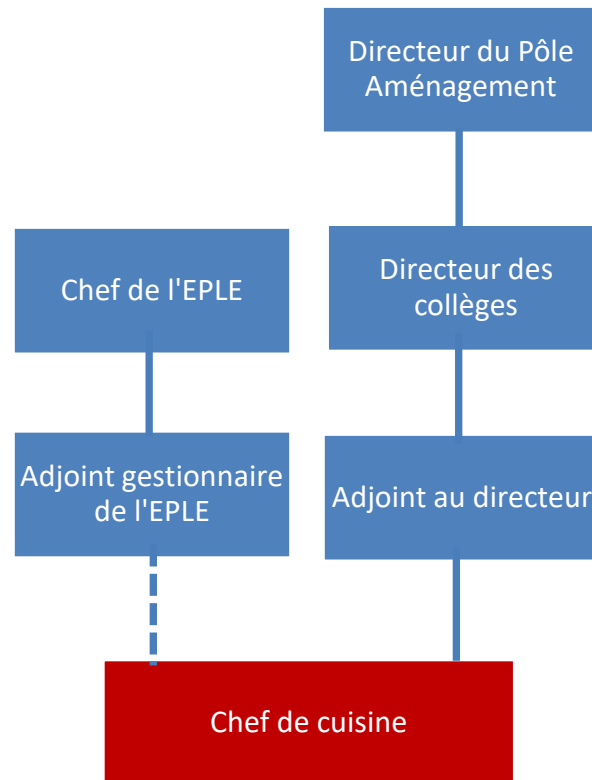 Directeur du Pôle
Aménagement
Chef de l'EPLE
Directeur des
collèges
Adjoint gestionnaire
de l'EPLE
Adjoint au directeur
Chef de cuisine